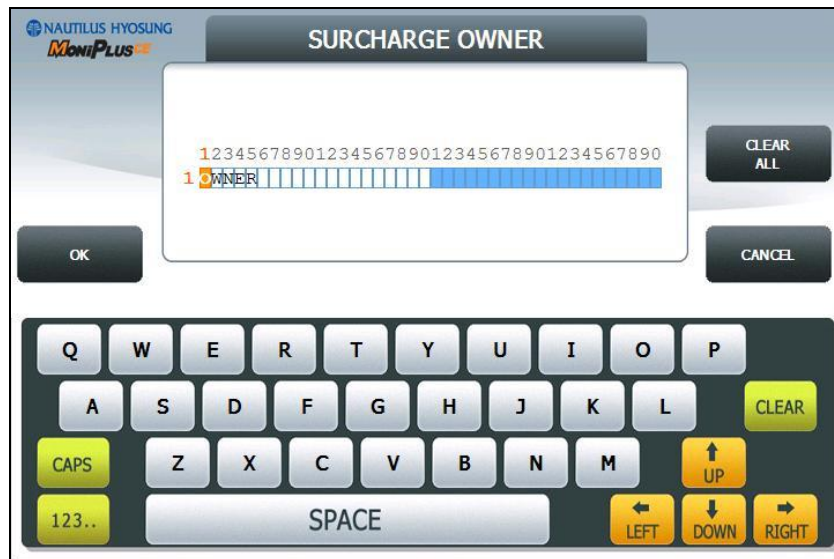 NAUTILUS HYOSUNG
MoniPlusCE
SURCHARGE OWNER
1234567890123456789012345678901234567890
1 OWNER
CLEAR
ALL
OK
CANCEL
Q W E R T Y U I O P
A S D F G H J K L CLEAR
CAPS Z X C V B N M UP
123.. SPACE LEFT DOWN RIGHT